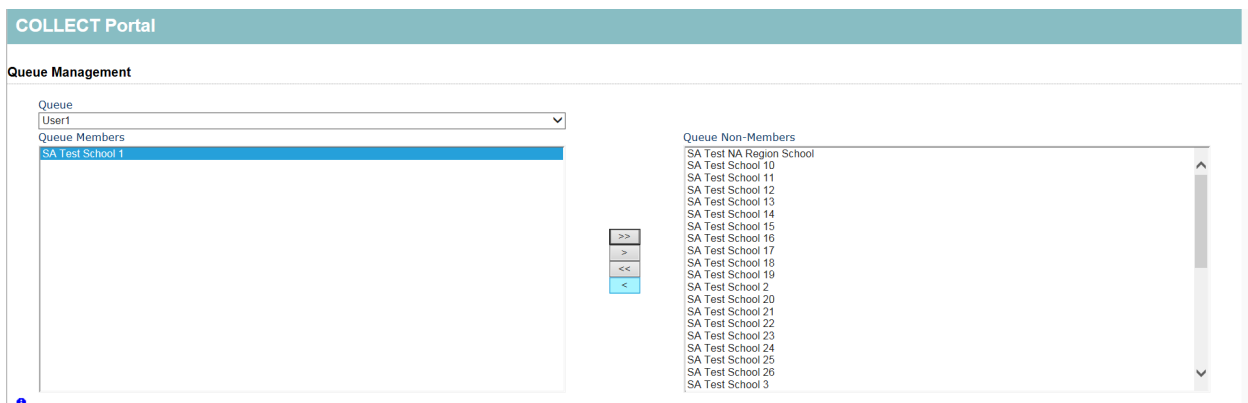 COLLECT Portal
Queue Management
Queue
User1
Queue Members
SA Test School 1
>>
>
<<
<
Queue Non-Members
SA Test NA Region School
SA Test School 10
SA Test School 11
SA Test School 12
SA Test School 13
SA Test School 14
SA Test School 15
SA Test School 16
SA Test School 17
SA Test School 18
SA Test School 19
SA Test School 2
SA Test School 20
SA Test School 21
SA Test School 22
SA Test School 23
SA Test School 24
SA Test School 25
SA Test School 26
SA Test School 3